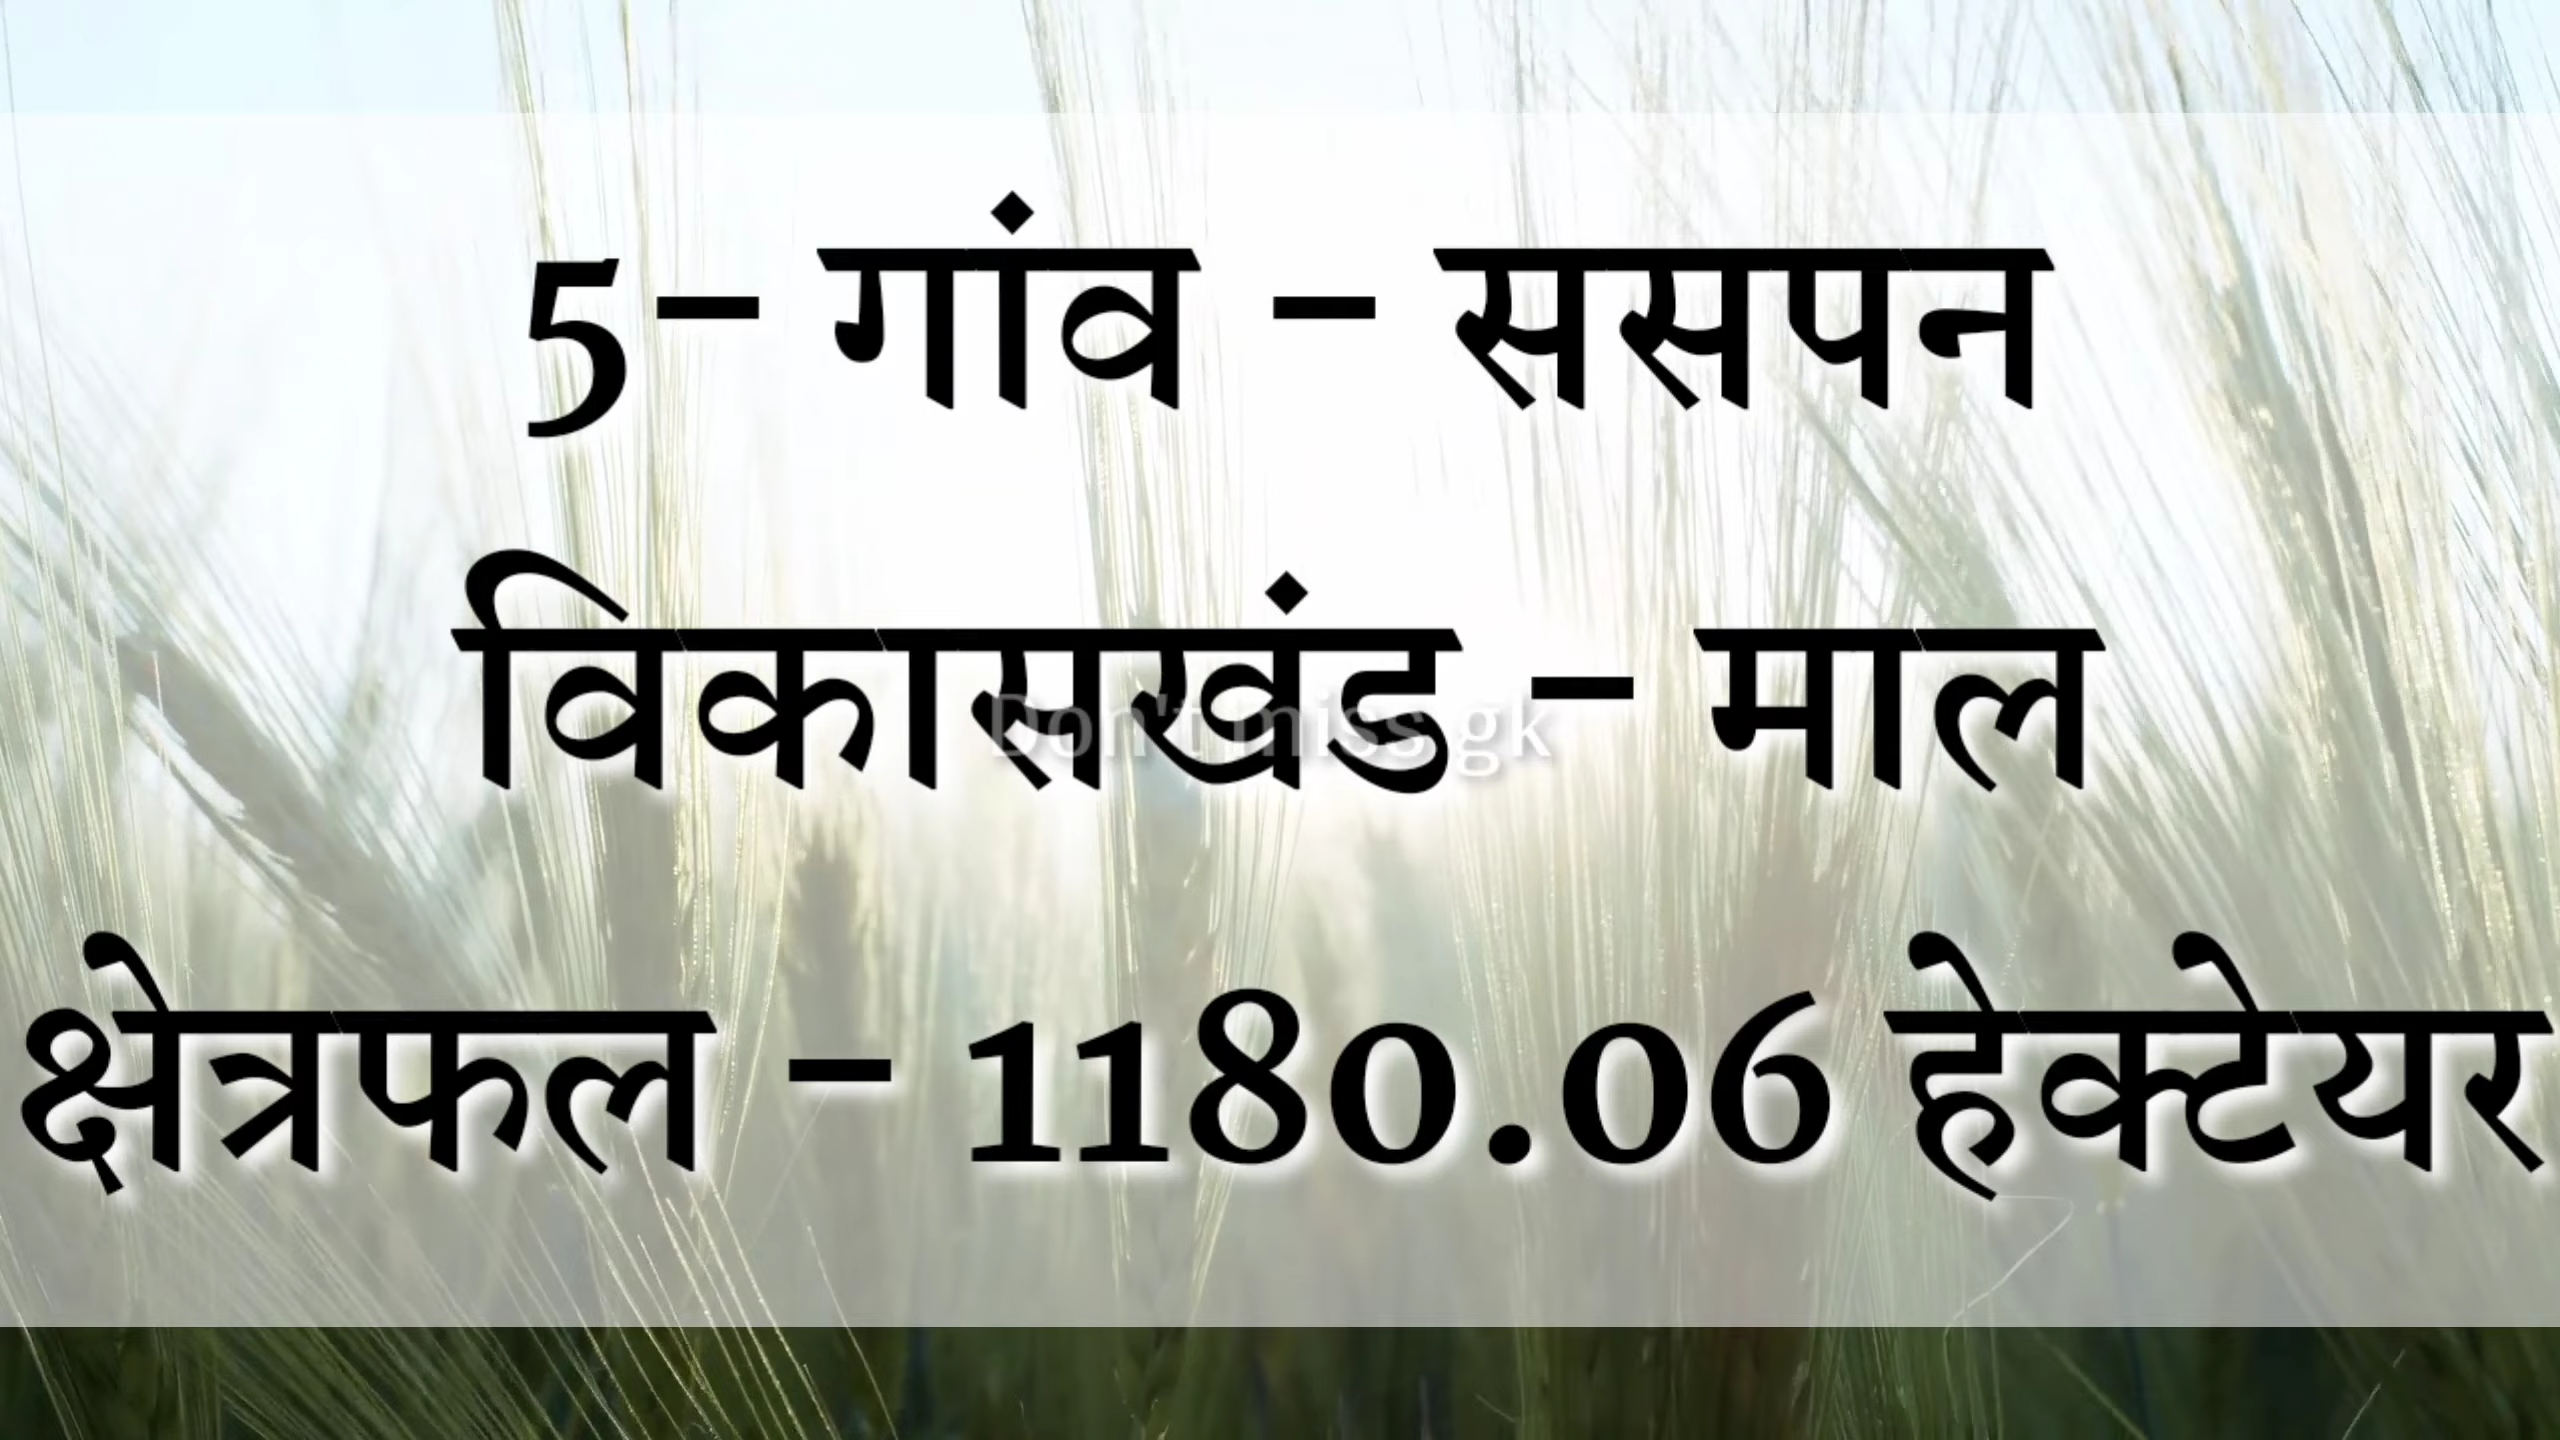 5- गांव - ससपन
विकासखंड - माल
Don't miss gk
क्षेत्रफल - 1180.06 हेक्टेयर